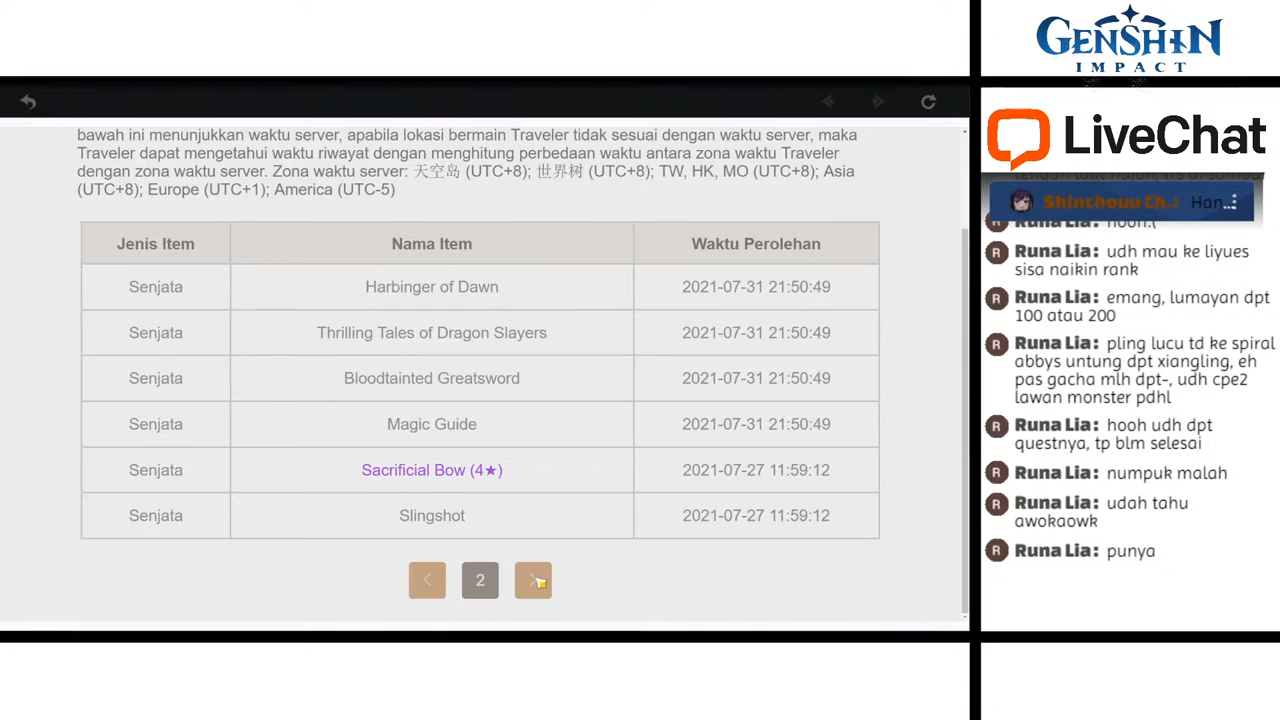 GENSHIN
IMPACT
LiveChat
bawah ini menunjukkan waktu server, apabila lokasi bermain Traveler tidak sesuai dengan waktu server, maka
Traveler dapat mengetahui waktu riwayat dengan menghitung perbedaan waktu antara zona waktu Traveler
dengan zona waktu server. Zona waktu server: 天空岛 (UTC+8); 世界树 (UTC+8); TW, HK, MO (UTC+8); Asia
(UTC+8); Europe (UTC+1); America (UTC-5)
Jenis Item Nama Item Waktu Perolehan
Senjata Harbinger of Dawn 2021-07-31 21:50:49
Senjata Thrilling Tales of Dragon Slayers 2021-07-31 21:50:49
Senjata Bloodtainted Greatsword 2021-07-31 21:50:49
Senjata Magic Guide 2021-07-31 21:50:49
Senjata Sacrificial Bow (4★) 2021-07-27 11:59:12
Senjata Slingshot 2021-07-27 11:59:12
2
Shinchouu Ch.: Han...
Runa Lia: hooh:(
R Runa Lia: udh mau ke liyues
sisa naikin rank
R Runa Lia: emang, lumayan dpt
100 atau 200
R Runa Lia: pling lucu td ke spiral
abbys untung dpt xiangling, eh
pas gacha mlh dpt-, udh cpe2
lawan monster pdhl
R Runa Lia: hooh udh dpt
questnya, tp blm selesai
R Runa Lia: numpuk malah
R Runa Lia: udah tahu
awokaowk
R Runa Lia: punya